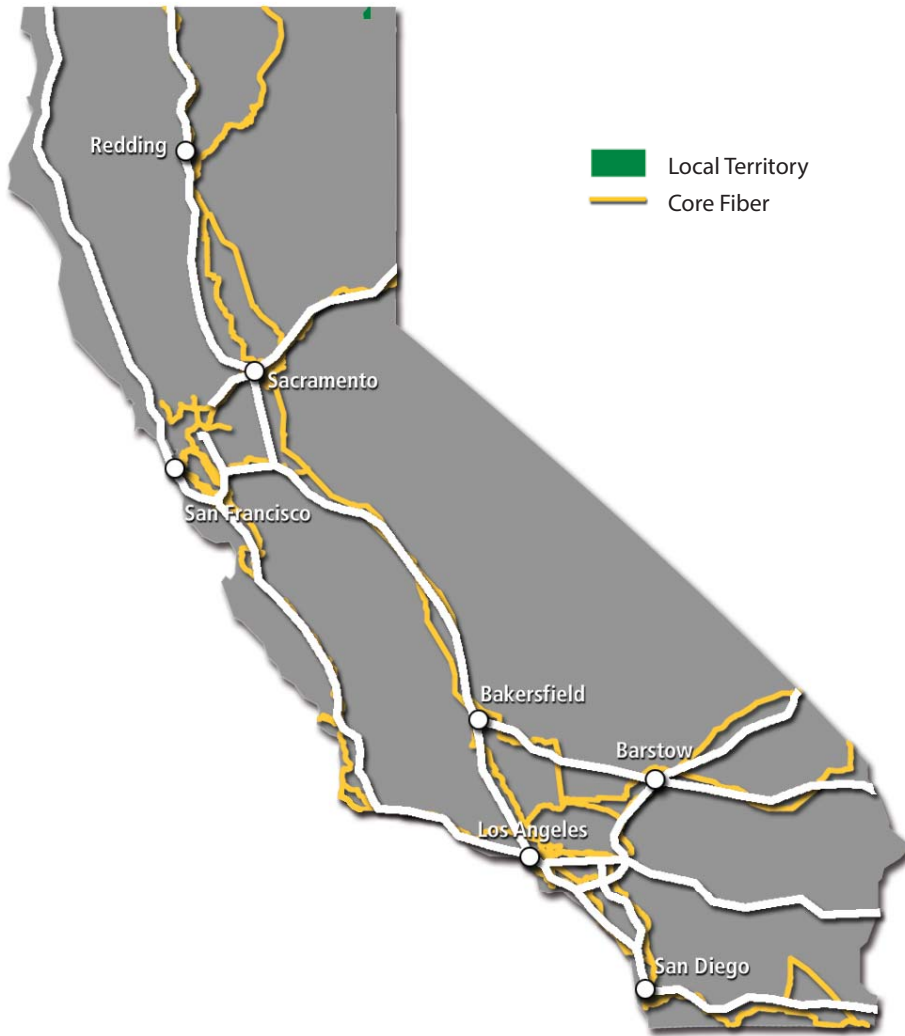 Redding
Local Territory
Core Fiber
Sacramento
San Francisco
Bakersfield
Barstow
Los Angeles
San Diego